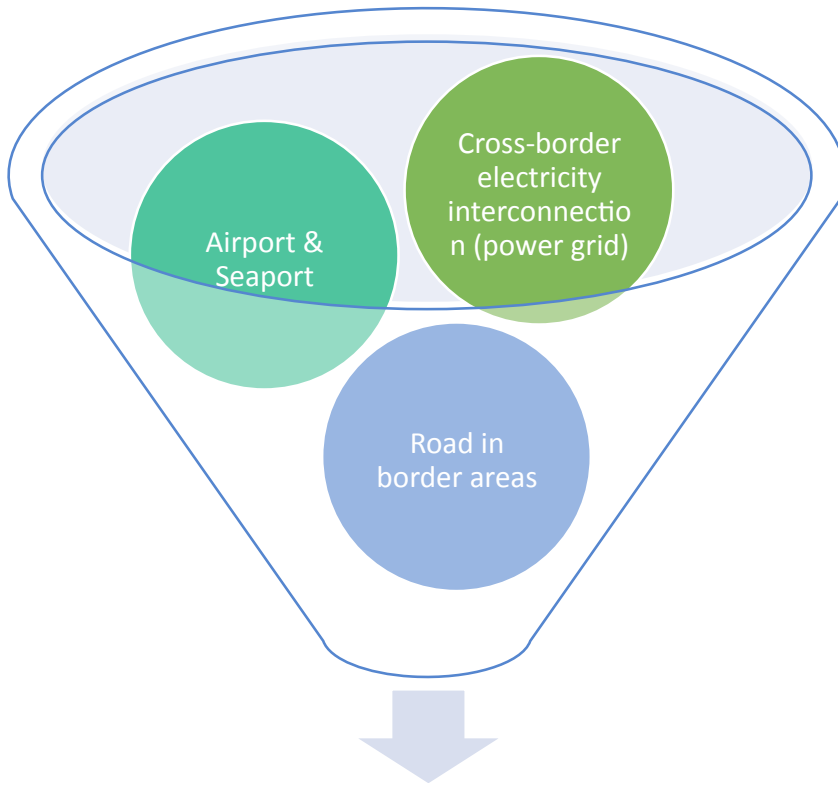 Cross-border
electricity
interconnectio
n (power grid)
Airport &
Seaport
Road in
border areas